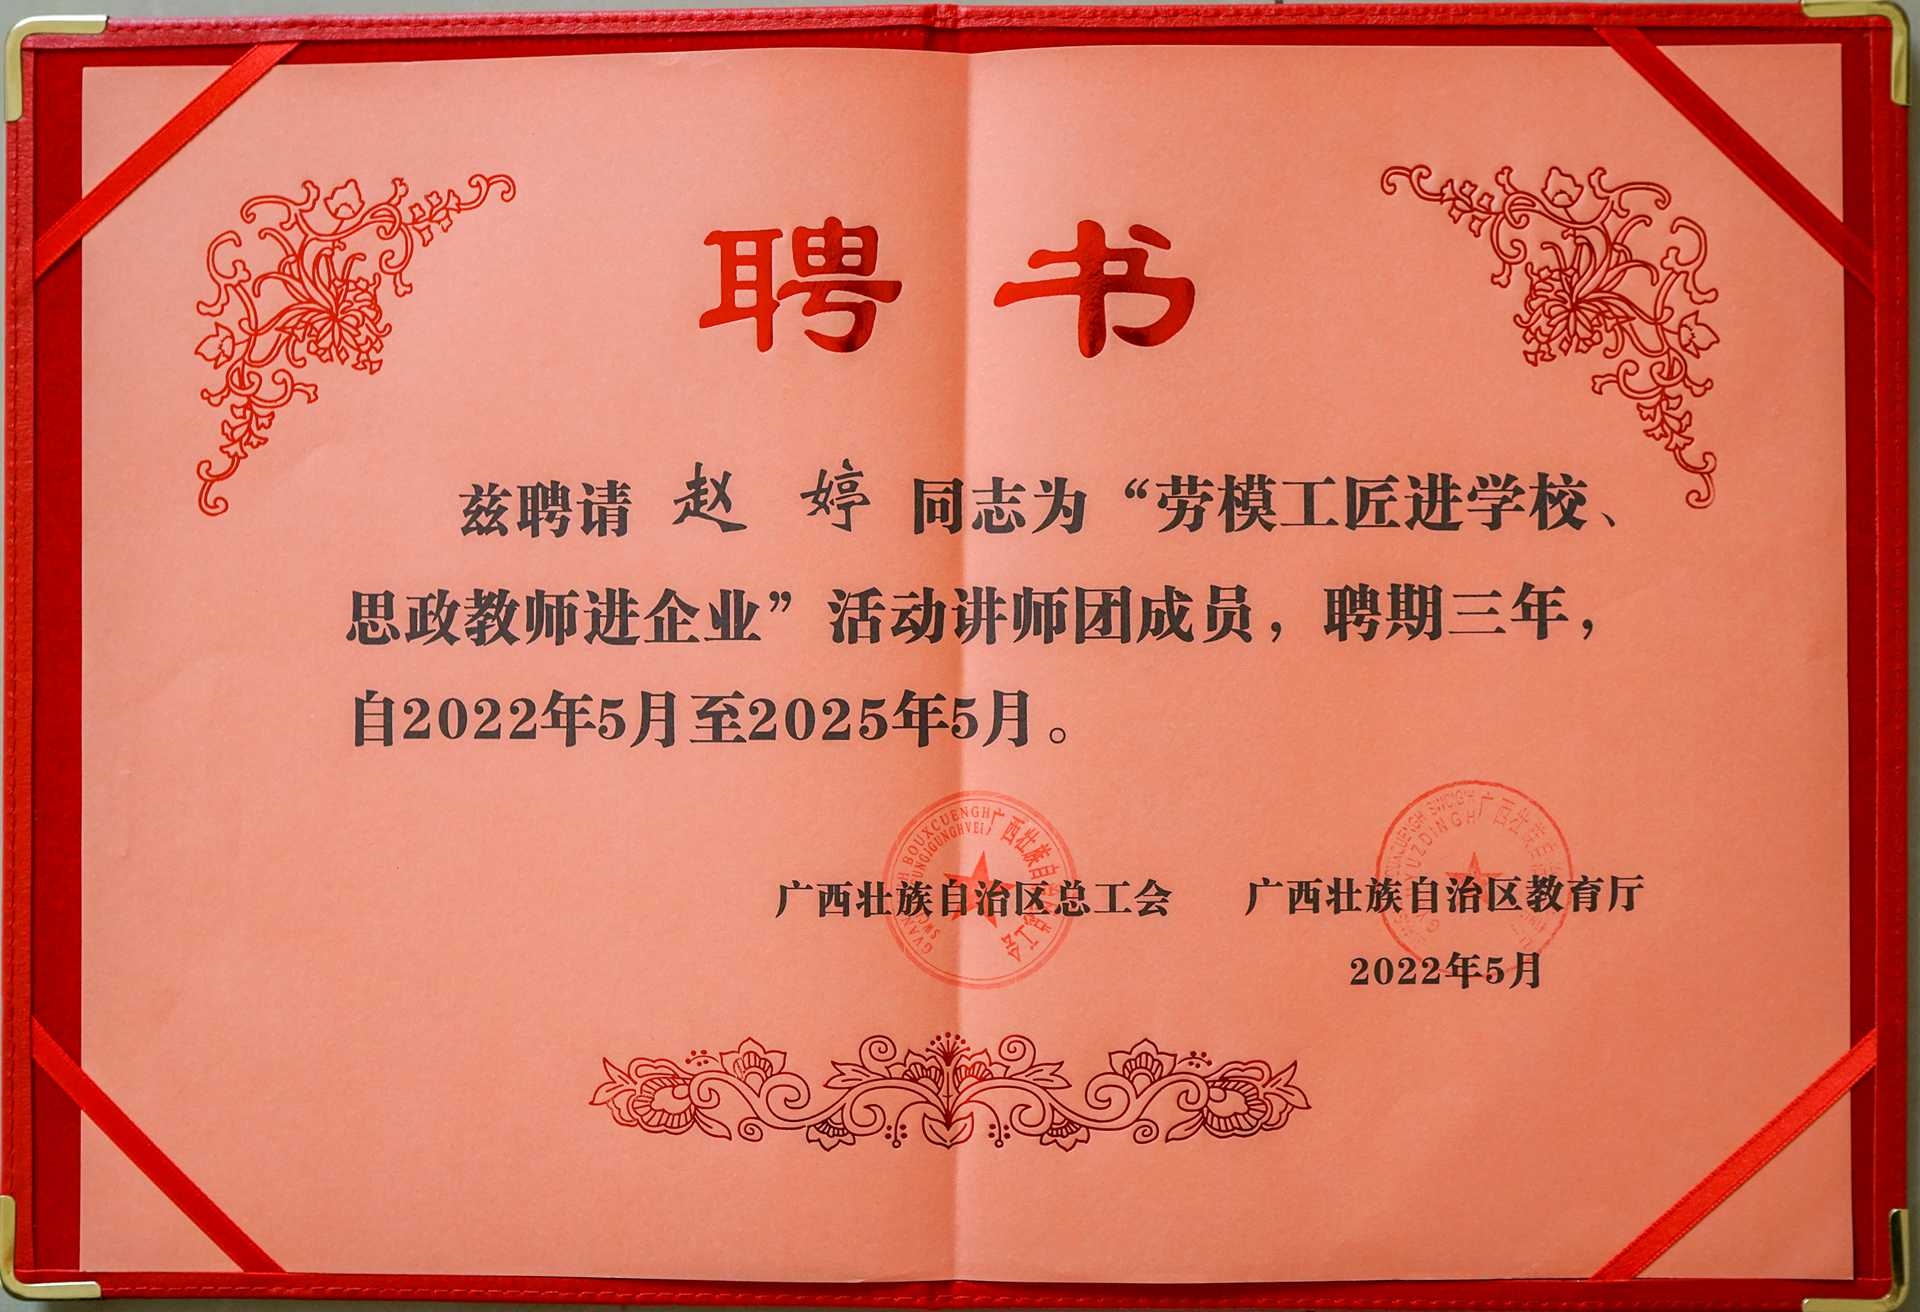 聘书
兹聘请 赵婷 同志为“劳模工匠进学校、
思政教师进企业”活动讲师团成员，聘期三年，
自2022年5月至2025年5月。
广西壮族自治区总工会 广西壮族自治区教育厅
2022年5月